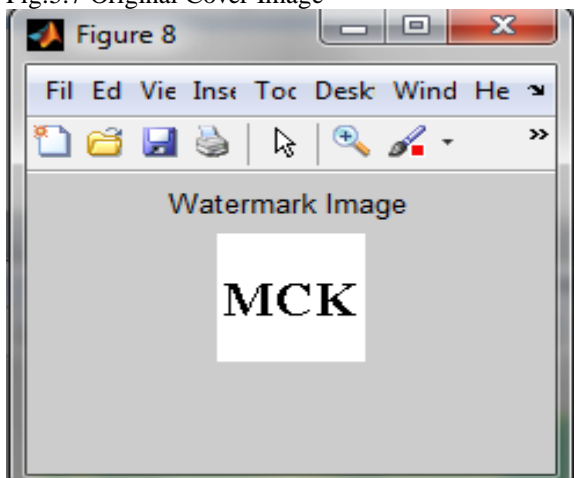 Fig.5.7 Original Cover Image
Figure 8
Fil Ed Vie Inse Toc Desk Wind He
Watermark Image
MCK